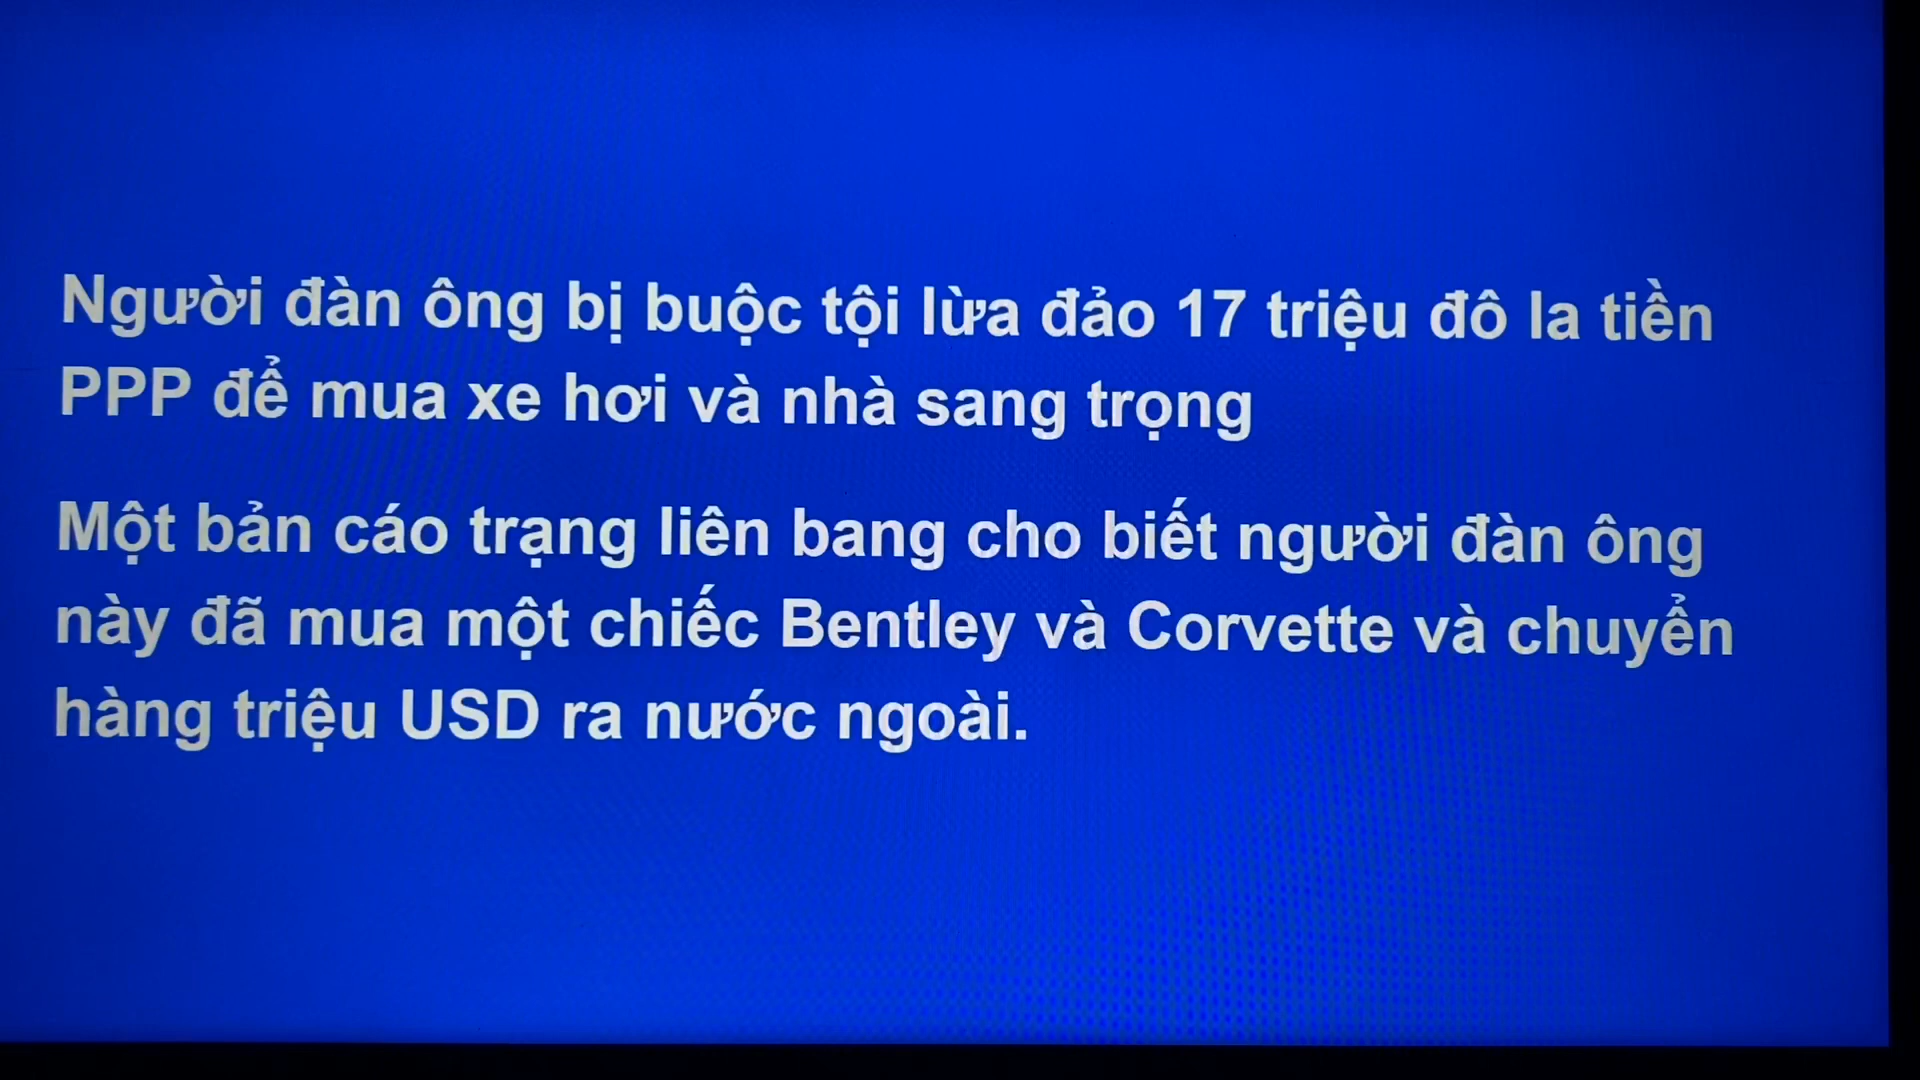 Người đàn ông bị buộc tội lừa đảo 17 triệu đô la tiền
PPP để mua xe hơi và nhà sang trọng
Một bản cáo trạng liên bang cho biết người đàn ông
này đã mua một chiếc Bentley và Corvette và chuyển
hàng triệu USD ra nước ngoài.